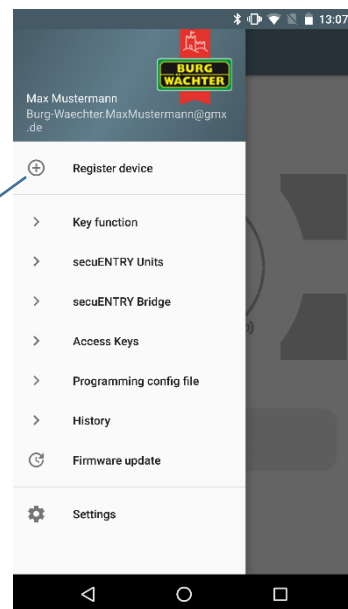 13:07
BURG
WÄCHTER
Max Mustermann
Burg-Waechter.MaxMustermann@gmx
.de
Register device
Key function
secuENTRY Units
secuENTRY Bridge
Access Keys
Programming config file
History
Firmware update
Settings